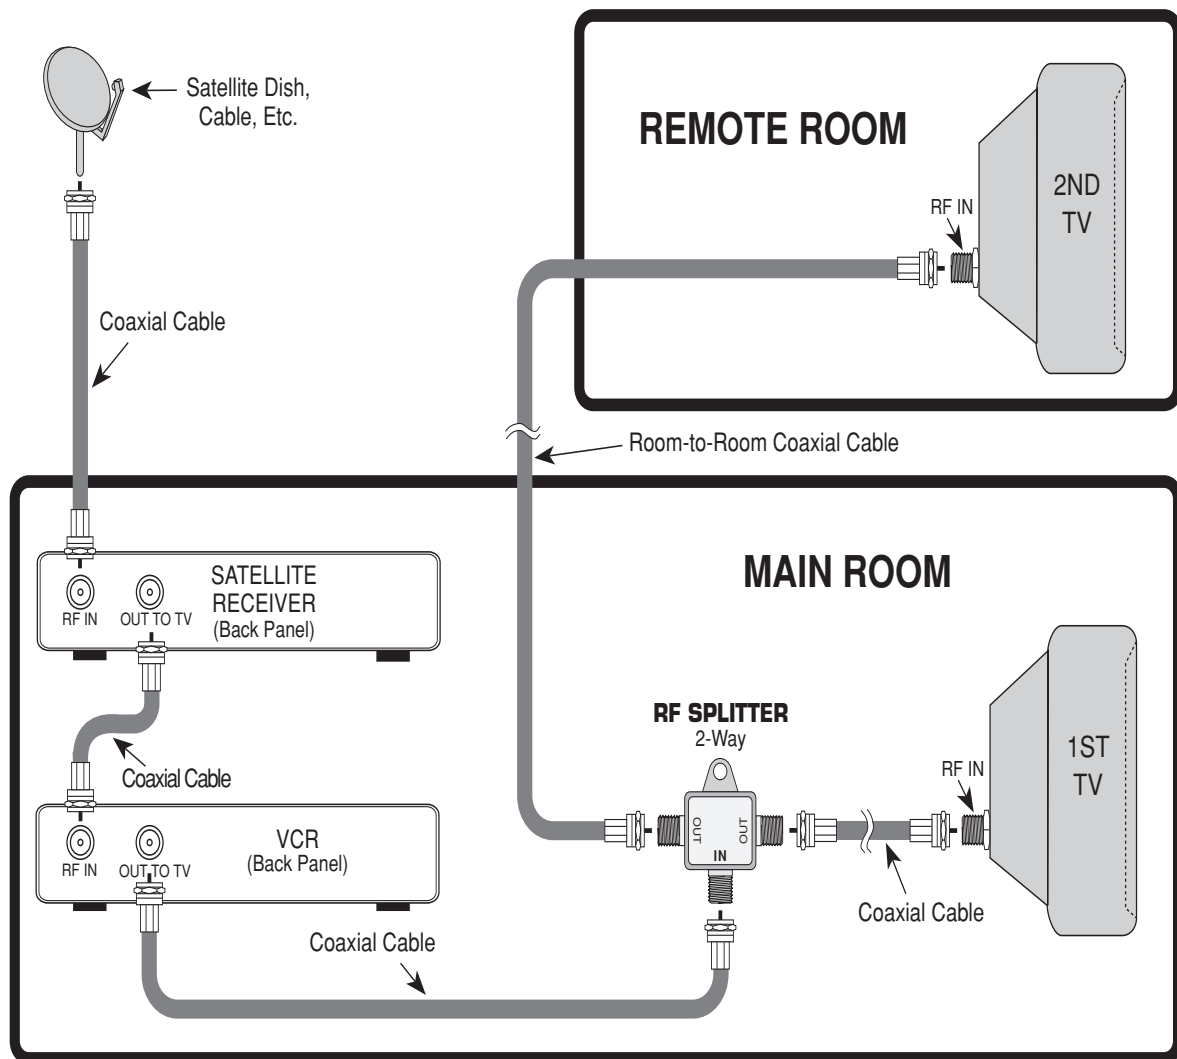 Satellite Dish,
Cable, Etc.
REMOTE ROOM
2ND
TV
RF IN
Coaxial Cable
Room-to-Room Coaxial Cable
MAIN ROOM
SATELLITE
RECEIVER
(Back Panel)
RF IN
OUT TO TV
Coaxial Cable
VCR
(Back Panel)
RF IN
OUT TO TV
Coaxial Cable
RF SPLITTER
2-Way
OUT
OUT
IN
Coaxial Cable
RF IN
1ST
TV